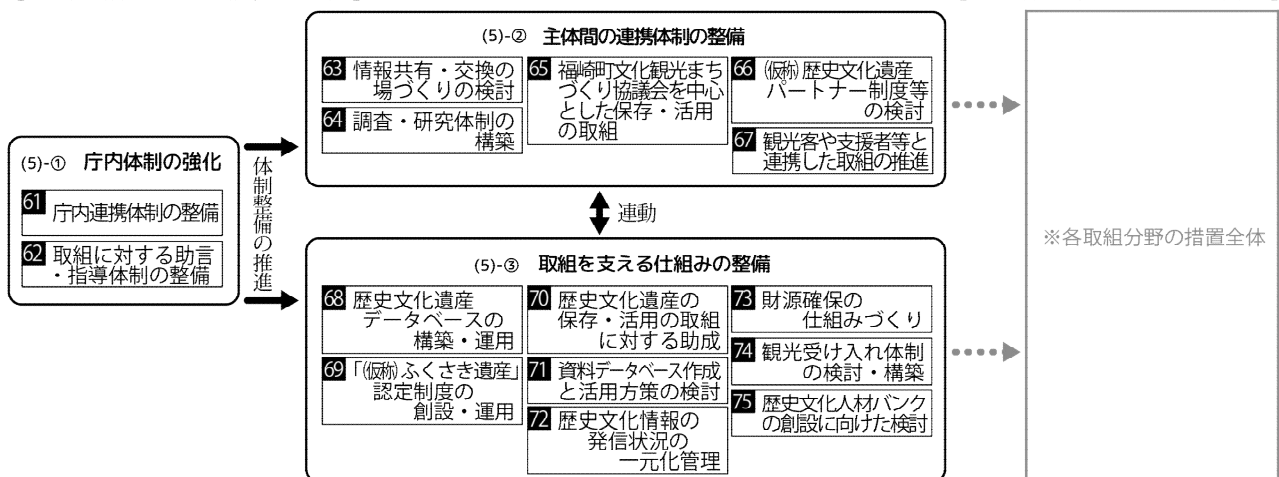 (5)-① 庁内体制の強化
61 庁内連携体制の整備
62 取組に対する助言
・指導体制の整備
体制整備の推進
(5)-② 主体間の連携体制の整備
63 情報共有・交換の
場づくりの検討
64 調査・研究体制の
構築
65 福崎町文化観光まち
づくり協議会を中心
とした保存・活用
の取組
66 (仮称)歴史文化遺産
パートナー制度等
の検討
67 観光客や支援者等と
連携した取組の推進
連動
(5)-③ 取組を支える仕組みの整備
68 歴史文化遺産
データベースの
構築・運用
69 「(仮称)ふくさき遺産」
認定制度の
創設・運用
70 歴史文化遺産の
保存・活用の取組
に対する助成
71 資料データベース作成
と活用方策の検討
72 歴史文化情報の
発信状況の
一元化管理
73 財源確保の
仕組みづくり
74 観光受け入れ体制
の検討・構築
75 歴史文化人材バンク
の創設に向けた検討
※各取組分野の措置全体